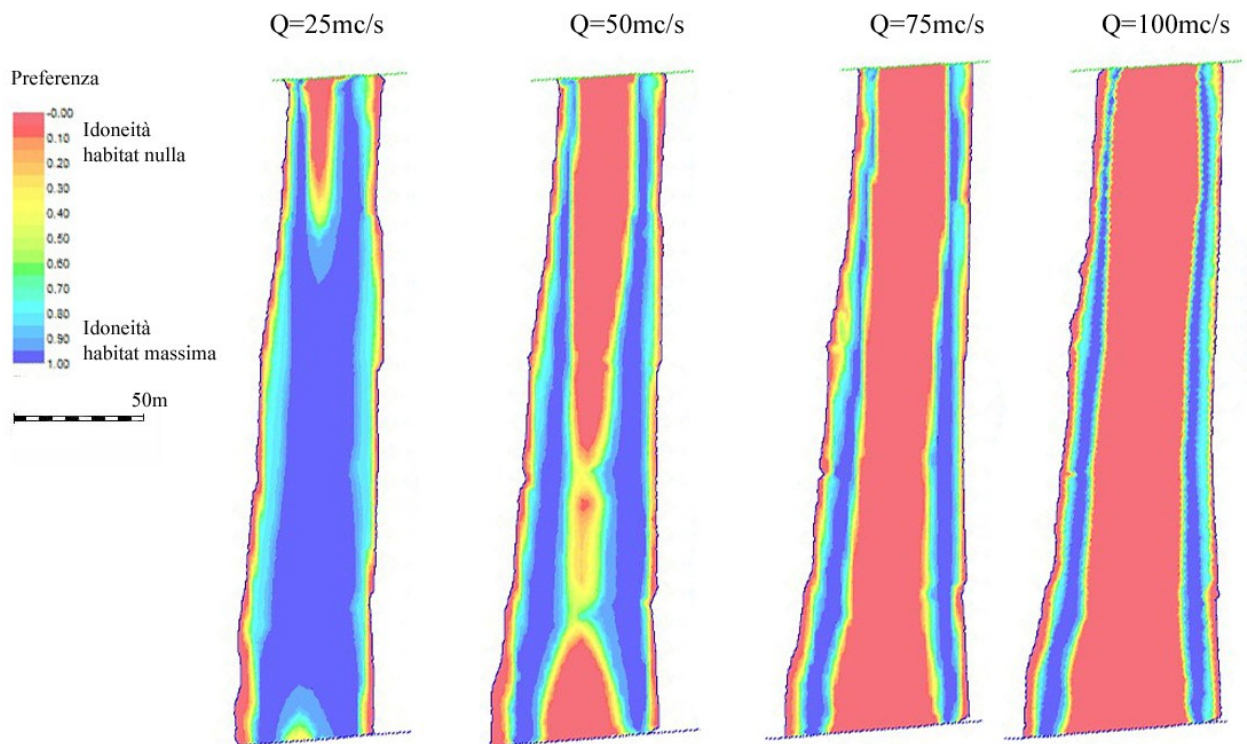 Q=25mc/s
Q=50mc/s
Q=75mc/s
Q=100mc/s
Preferenza
-0.00
0.10
0.20
0.30
0.40
0.50
0.60
0.70
0.80
0.90
1.00
Idoneità
habitat nulla
Idoneità
habitat massima
50m